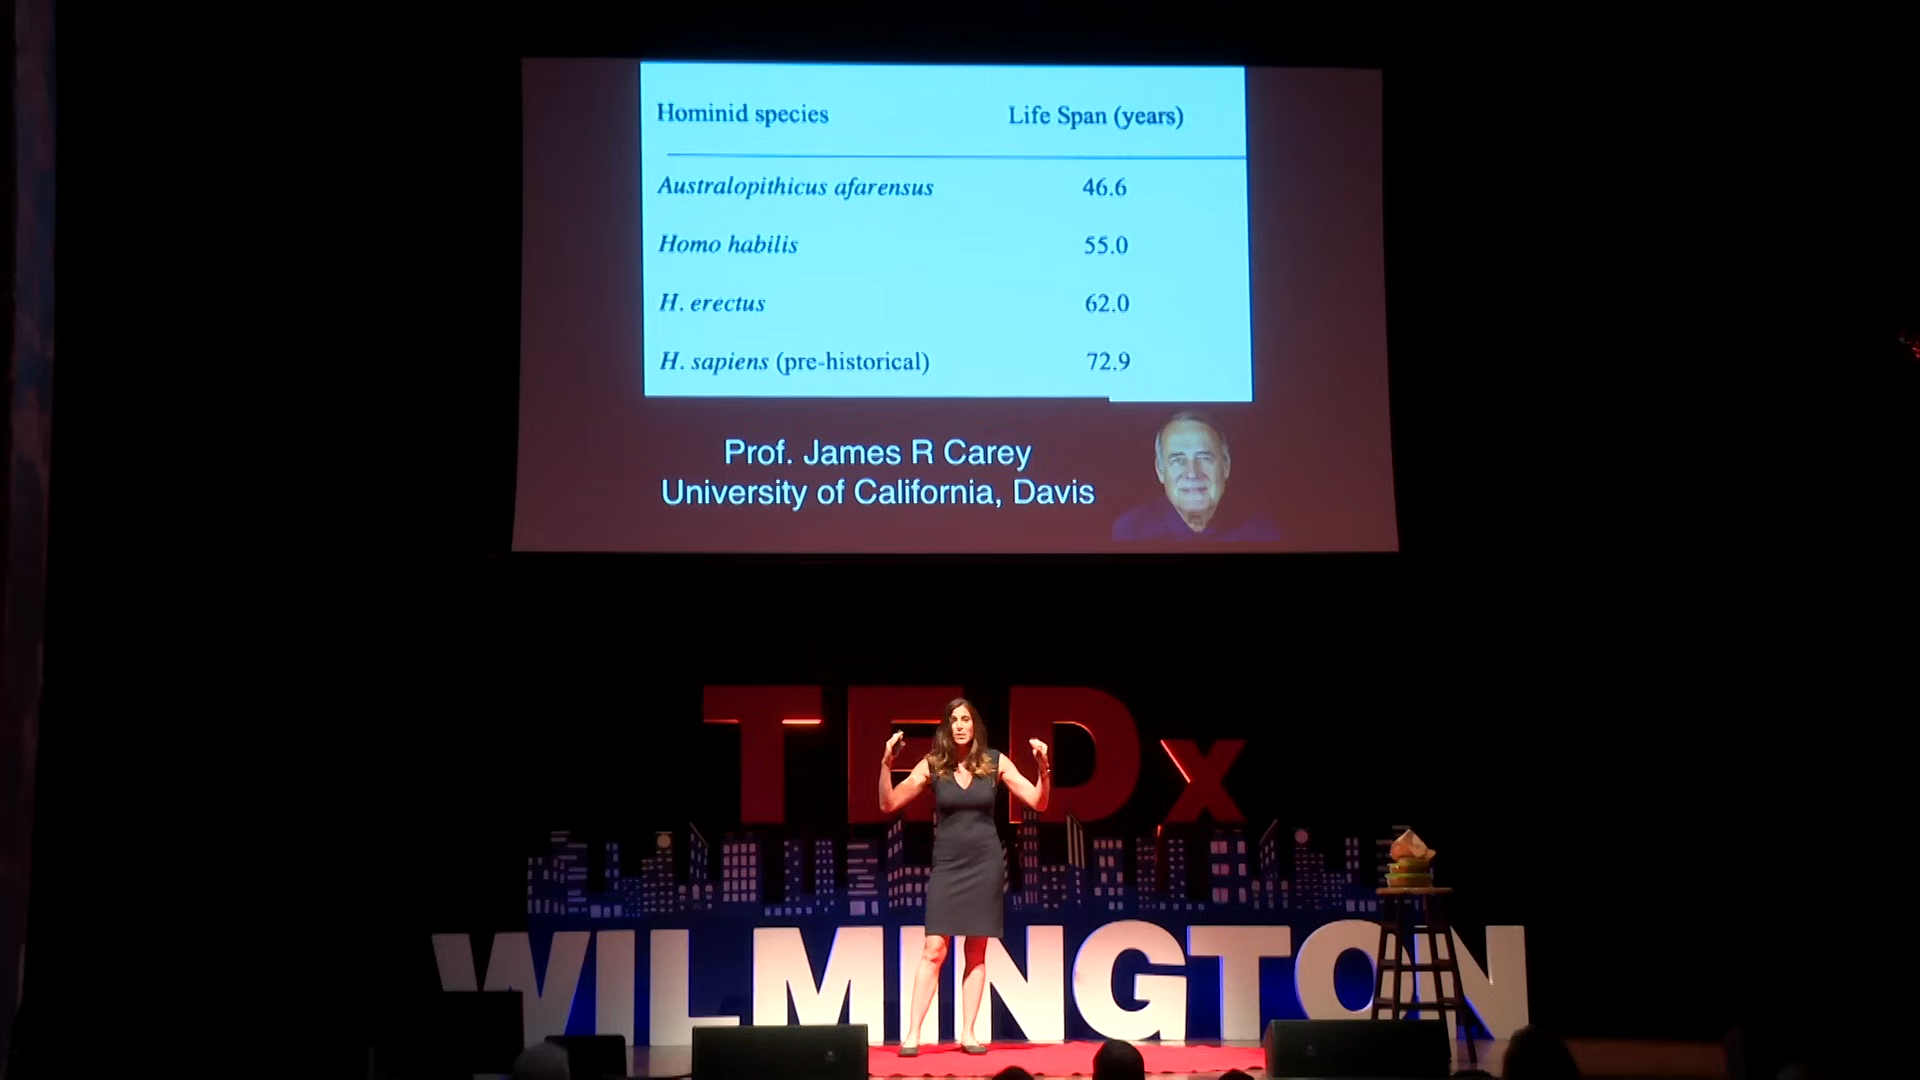 Hominid species Life Span (years)
Australopithicus afarensus 46.6
Homo habilis 55.0
H. erectus 62.0
H. sapiens (pre-historical) 72.9
Prof. James R Carey
University of California, Davis
TEDx
WILMINGTON